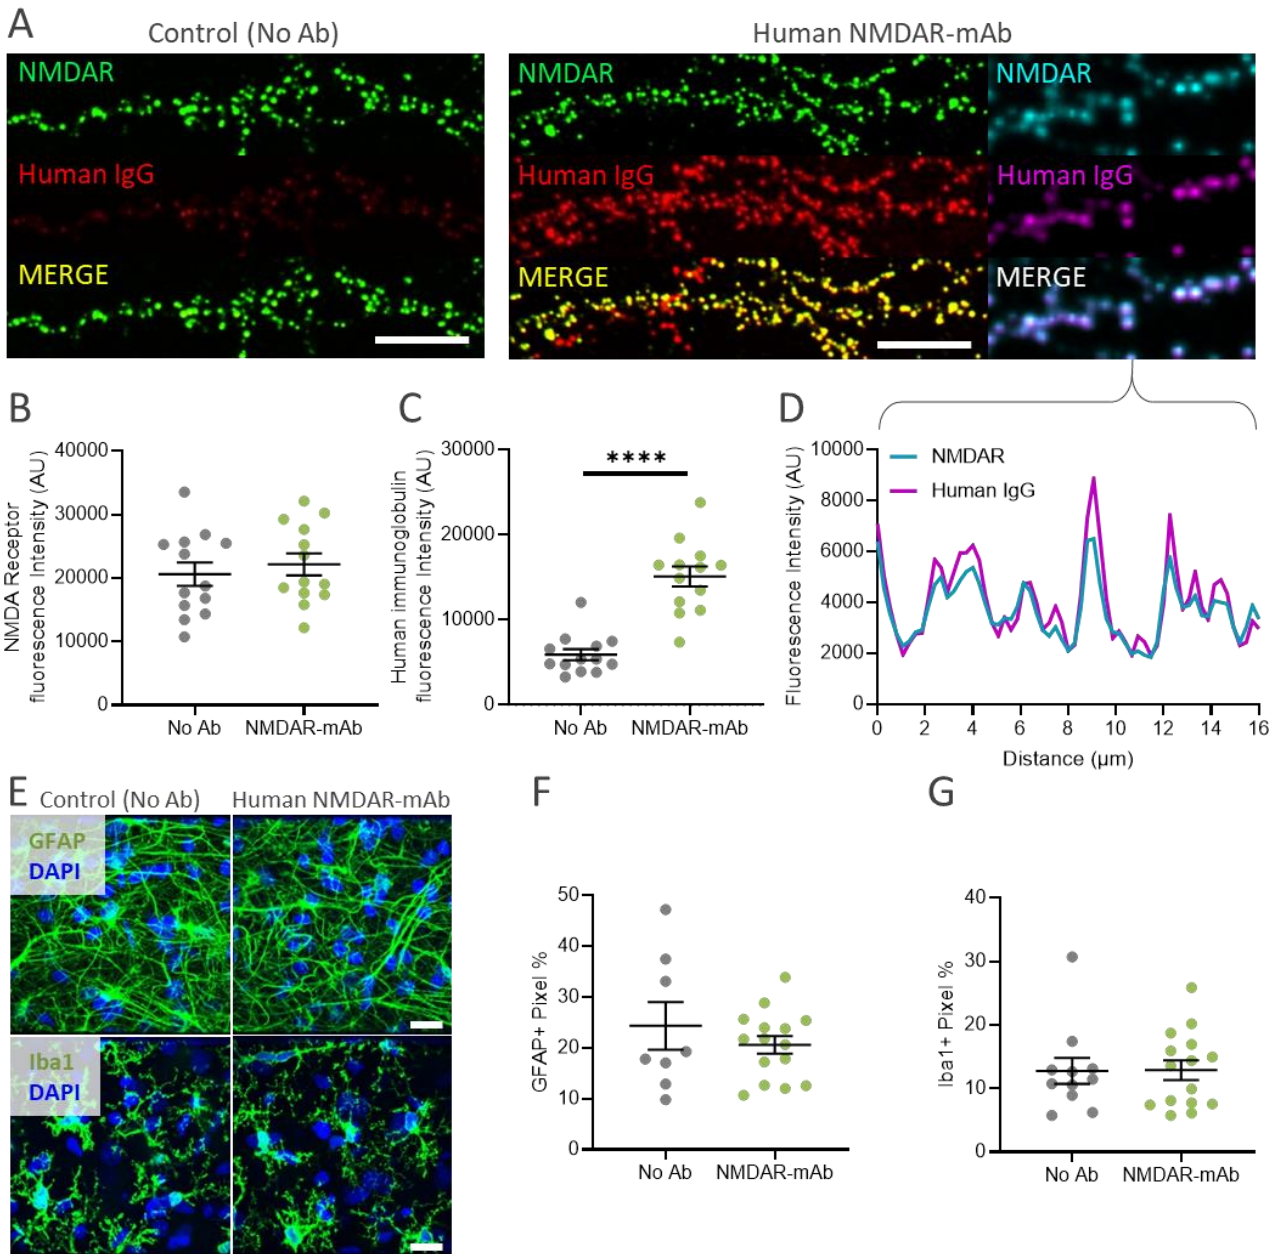 A
Control (No Ab)
Human NMDAR-mAb
NMDAR
Human IgG
MERGE
NMDAR
Human IgG
MERGE
NMDAR
Human IgG
MERGE
B
NMDA Receptor
fluorescence Intensity (AU)
40000
30000
20000
10000
0
No Ab
NMDAR-mAb
C
Human immunoglobulin
fluorescence Intensity (AU)
30000
20000
10000
0
****
No Ab
NMDAR-mAb
D
Fluorescence Intensity (AU)
10000
8000
6000
4000
2000
0
NMDAR
Human IgG
0 2 4 6 8 10 12 14 16
Distance (μm)
E
Control (No Ab)
Human NMDAR-mAb
GFAP
DAPI
Iba1
DAPI
F
GFAP+ Pixel %
50
40
30
20
10
0
No Ab
NMDAR-mAb
G
Iba1+ Pixel %
40
30
20
10
0
No Ab
NMDAR-mAb